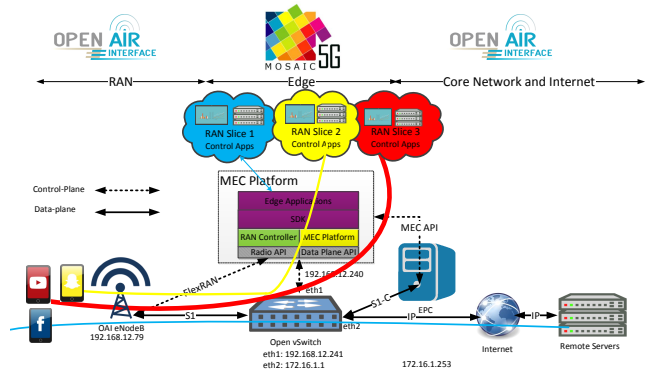 OPEN AIR
INTERFACE
MOSAIC
5G
OPEN AIR
INTERFACE
RAN
Edge
Core Network and Internet
RAN Slice 1
Control Apps
RAN Slice 2
Control Apps
RAN Slice 3
Control Apps
MEC Platform
Control-Plane
Data-plane
Edge Applications
SDK
RAN Controller
MEC Platform
Radio API
Data Plane API
MEC API
192.168.12.240
eth1
FlexRAN
S1-C
S1
eth2
EPC
IP
IP
OAI eNodeB
192.168.12.79
Open vSwitch
eth1: 192.168.12.241
eth2: 172.16.1.1
172.16.1.253
Internet
Remote Servers